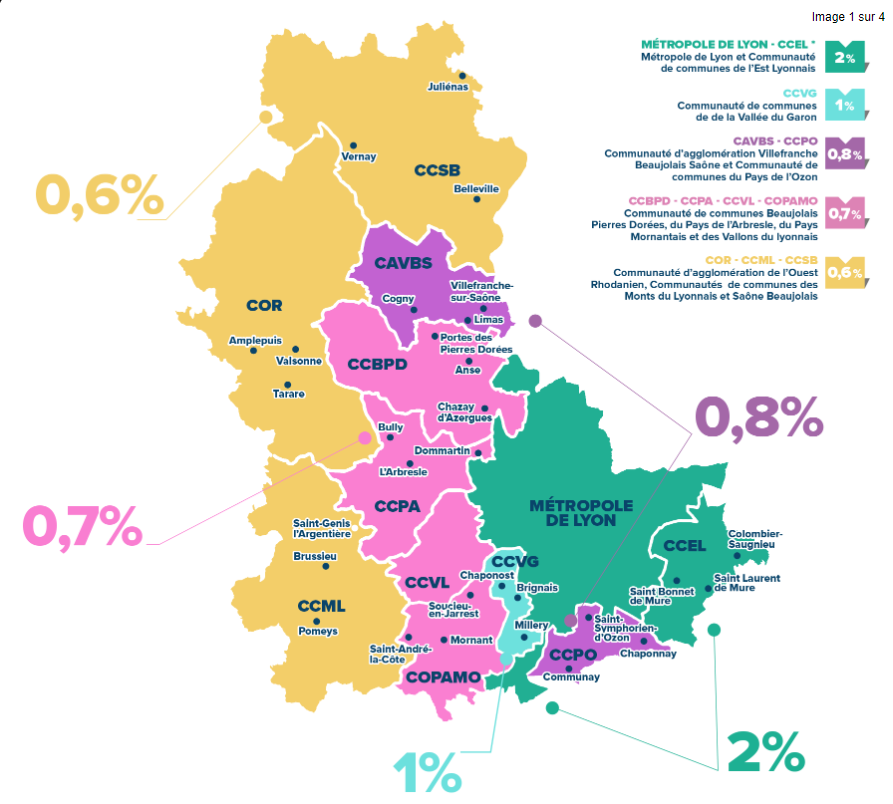 Image 1 sur 4
MÉTROPOLE DE LYON - CCEL *
Métropole de Lyon et Communauté
de communes de l'Est Lyonnais
2%
CCVG
Communauté de communes
de de la Vallée du Garon
1%
CAVBS - CCPO
Communauté d'agglomération Villefranche
Beaujolais Saône et Communauté de
communes du Pays de l'Ozon
0,8%
CCBPD - CCPA - CCVL - COPAMO
Communauté de communes Beaujolais
Pierres Dorées, du Pays de l'Arbresle, du Pays
Mornantais et des Vallons du lyonnais
0,7%
COR - CCML - CCSB
Communauté d'agglomération de l'Ouest
Rhodanien, Communautés de communes des
Monts du Lyonnais et Saône Beaujolais
0,6%
Juliénas
Vernay
CCSB
Belleville
0,6%
CAVBS
Villefranche-
sur-Saône
Cogny
Limas
COR
Amplepuis
Valsonne
Tarare
Portes des
Pierres Dorées
CCBPD
Anse
Chazay
d'Azergues
0,8%
Bully
Dommartin
L'Arbresle
CCPA
0,7%
MÉTROPOLE
DE LYON
Saint-Genis
l'Argentière
Brussieu
CCML
Pomeys
CCEL
Colombier-
Saugnieu
Saint Laurent
de Mure
Saint Bonnet
de Mure
CCVG
Chaponost
Brignais
CCVL
Soucieu-
en-Jarrest
Millery
Mornant
Saint-André-
la-Côte
COPAMO
Saint-
Symphorien-
d'Ozon
Chaponnay
CCPO
Communay
1%
2%